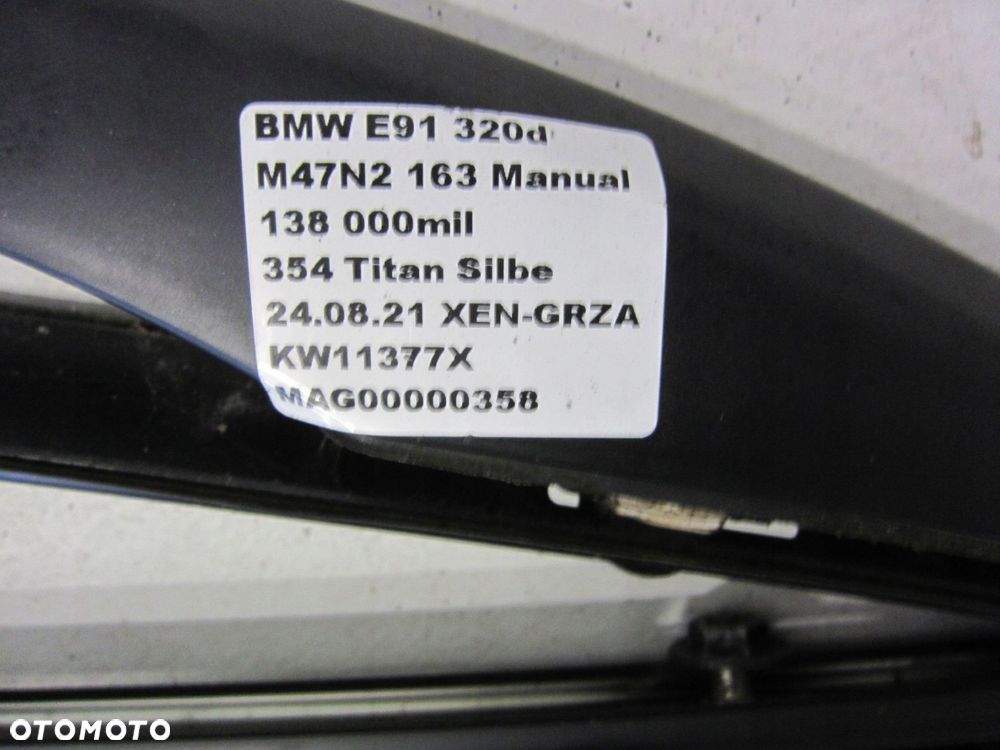 BMW E91 320d
M47N2 163 Manual
138 000mil
354 Titan Silbe
24.08.21 XEN-GRZA
KW11377X
MAG00000358
OTOMOTO